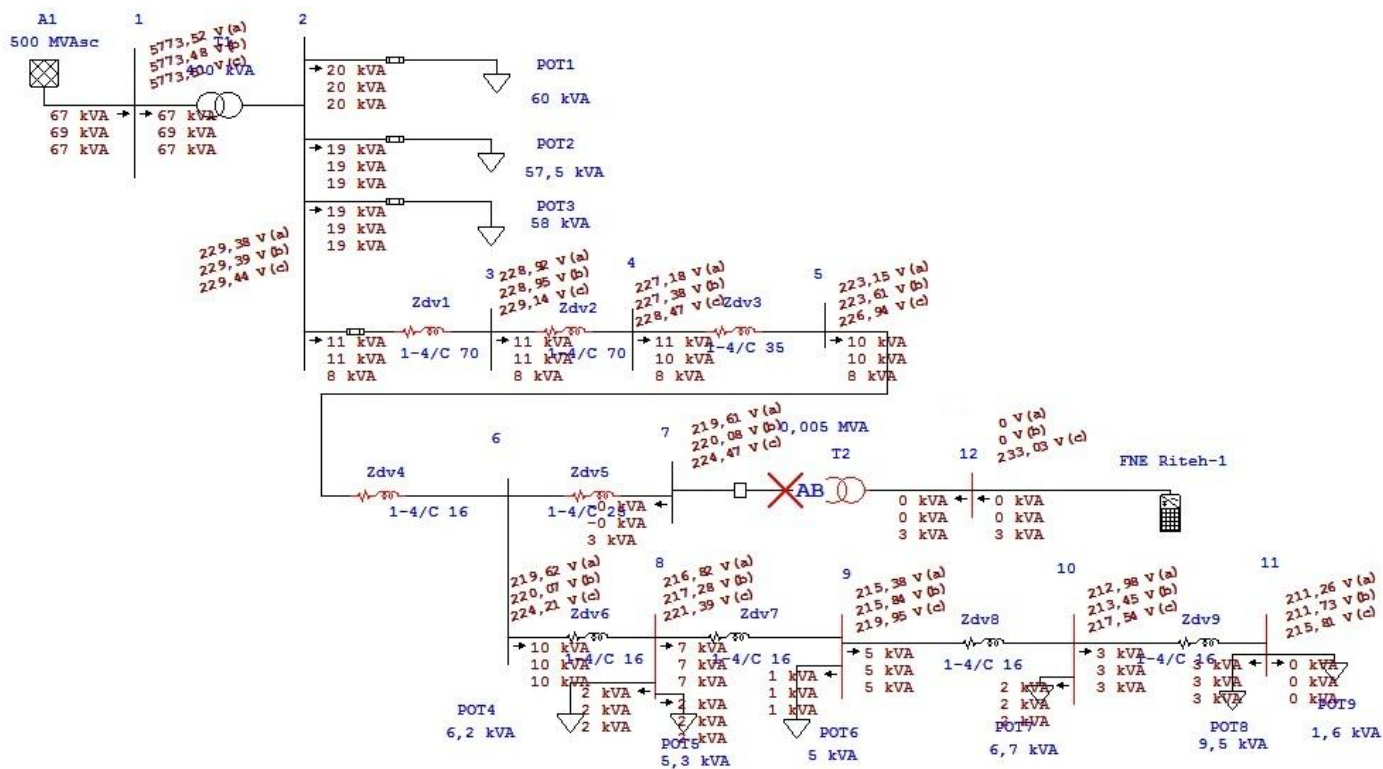 A1
500 MVAsc
67 kVA
69 kVA
67 kVA
1
5773,52 V(a)
5773,48 V(b)
V(c)
T1
kVA
67 kVA
69 kVA
67 kVA
2
20 kVA
20 kVA
20 kVA
POT1
60 kVA
19 kVA
19 kVA
19 kVA
POT2
57,5 kVA
19 kVA
19 kVA
19 kVA
POT3
58 kVA
229,38 V(a)
229,39 V(b)
229,44 V(c)
11 kVA
11 kVA
8 kVA
Zdv1
1-4/C 70
3
228,92 V(a)
228,95 V(b)
229,14 V(c)
11 kVA
11 kVA
8 kVA
Zdv2
1-4/C 70
4
227,18 V(a)
227,38 V(b)
228,47 V(c)
11 kVA
10 kVA
8 kVA
Zdv3
1-4/C 35
5
223,15 V(a)
223,61 V(b)
226,94 V(c)
10 kVA
10 kVA
8 kVA
Zdv4
1-4/C 16
6
Zdv5
1-4/C 25
-0 kVA
-0 kVA
3 kVA
7
219,61 V(a)
220,08 V(b)
224,47 V(c)
0,005 MVA
T2
AB
0 kVA
0 kVA
3 kVA
12
0 V(a)
0 V(b)
233,03 V(c)
0 kVA
0 kVA
3 kVA
FNE Riteh-1
219,62 V(a)
220,07 V(b)
224,21 V(c)
10 kVA
10 kVA
10 kVA
Zdv6
1-4/C 16
8
216,82 V(a)
217,28 V(b)
221,39 V(c)
7 kVA
7 kVA
7 kVA
Zdv7
1-4/C 16
9
215,38 V(a)
215,84 V(b)
219,95 V(c)
5 kVA
5 kVA
5 kVA
Zdv8
1-4/C 16
10
212,98 V(a)
213,45 V(b)
217,54 V(c)
3 kVA
3 kVA
3 kVA
Zdv9
1-4/C 16
11
211,26 V(a)
211,73 V(b)
215,81 V(c)
2 kVA
2 kVA
2 kVA
POT4
6,2 kVA
2 kVA
2 kVA
2 kVA
POT5
5,3 kVA
1 kVA
1 kVA
1 kVA
POT6
5 kVA
2 kVA
2 kVA
2 kVA
POT7
6,7 kVA
3 kVA
3 kVA
3 kVA
POT8
9,5 kVA
0 kVA
0 kVA
0 kVA
POT9
1,6 kVA